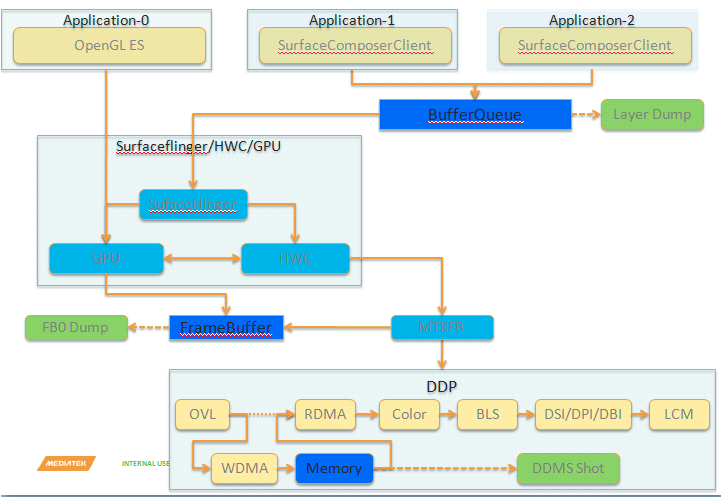 Application-0
Application-1
Application-2
OpenGL ES
SurfaceComposerClient
SurfaceComposerClient
BufferQueue
Layer Dump
Surfaceflinger/HWC/GPU
Sufaceflinger
GPU
HWC
FB0 Dump
FrameBuffer
MTKFB
DDP
OVL
RDMA
Color
BLS
DSI/DPI/DBI
LCM
MEDIATEK
INTERNAL USE
WDMA
Memory
DDMS Shot